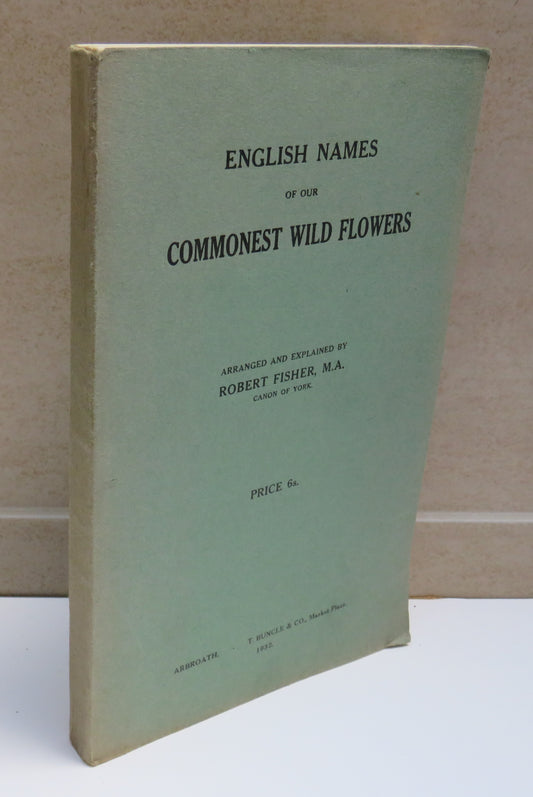 ENGLISH NAMES
OF OUR
COMMONEST WILD FLOWERS
ARRANGED AND EXPLAINED BY
ROBERT FISHER, M.A.
CANON OF YORK.
PRICE 6s.
ARBROATH. T. BUNCLE & CO., Market Place.
1932.